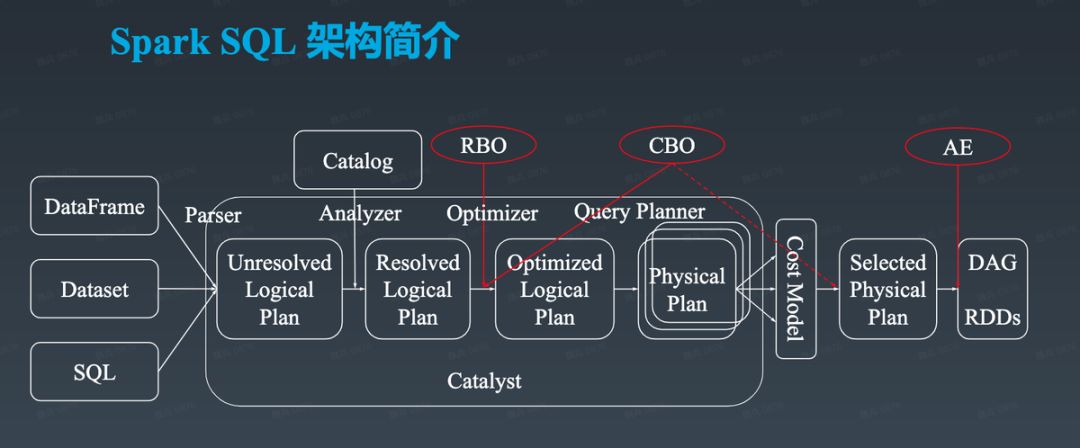 Spark SQL 架构简介
RBO
CBO
AE
Catalog
DataFrame
Dataset
SQL
Parser
Analyzer
Optimizer
Query Planner
Unresolved
Logical
Plan
Resolved
Logical
Plan
Optimized
Logical
Plan
Physical
Plan
Cost Model
Selected
Physical
Plan
DAG
RDDs
Catalyst